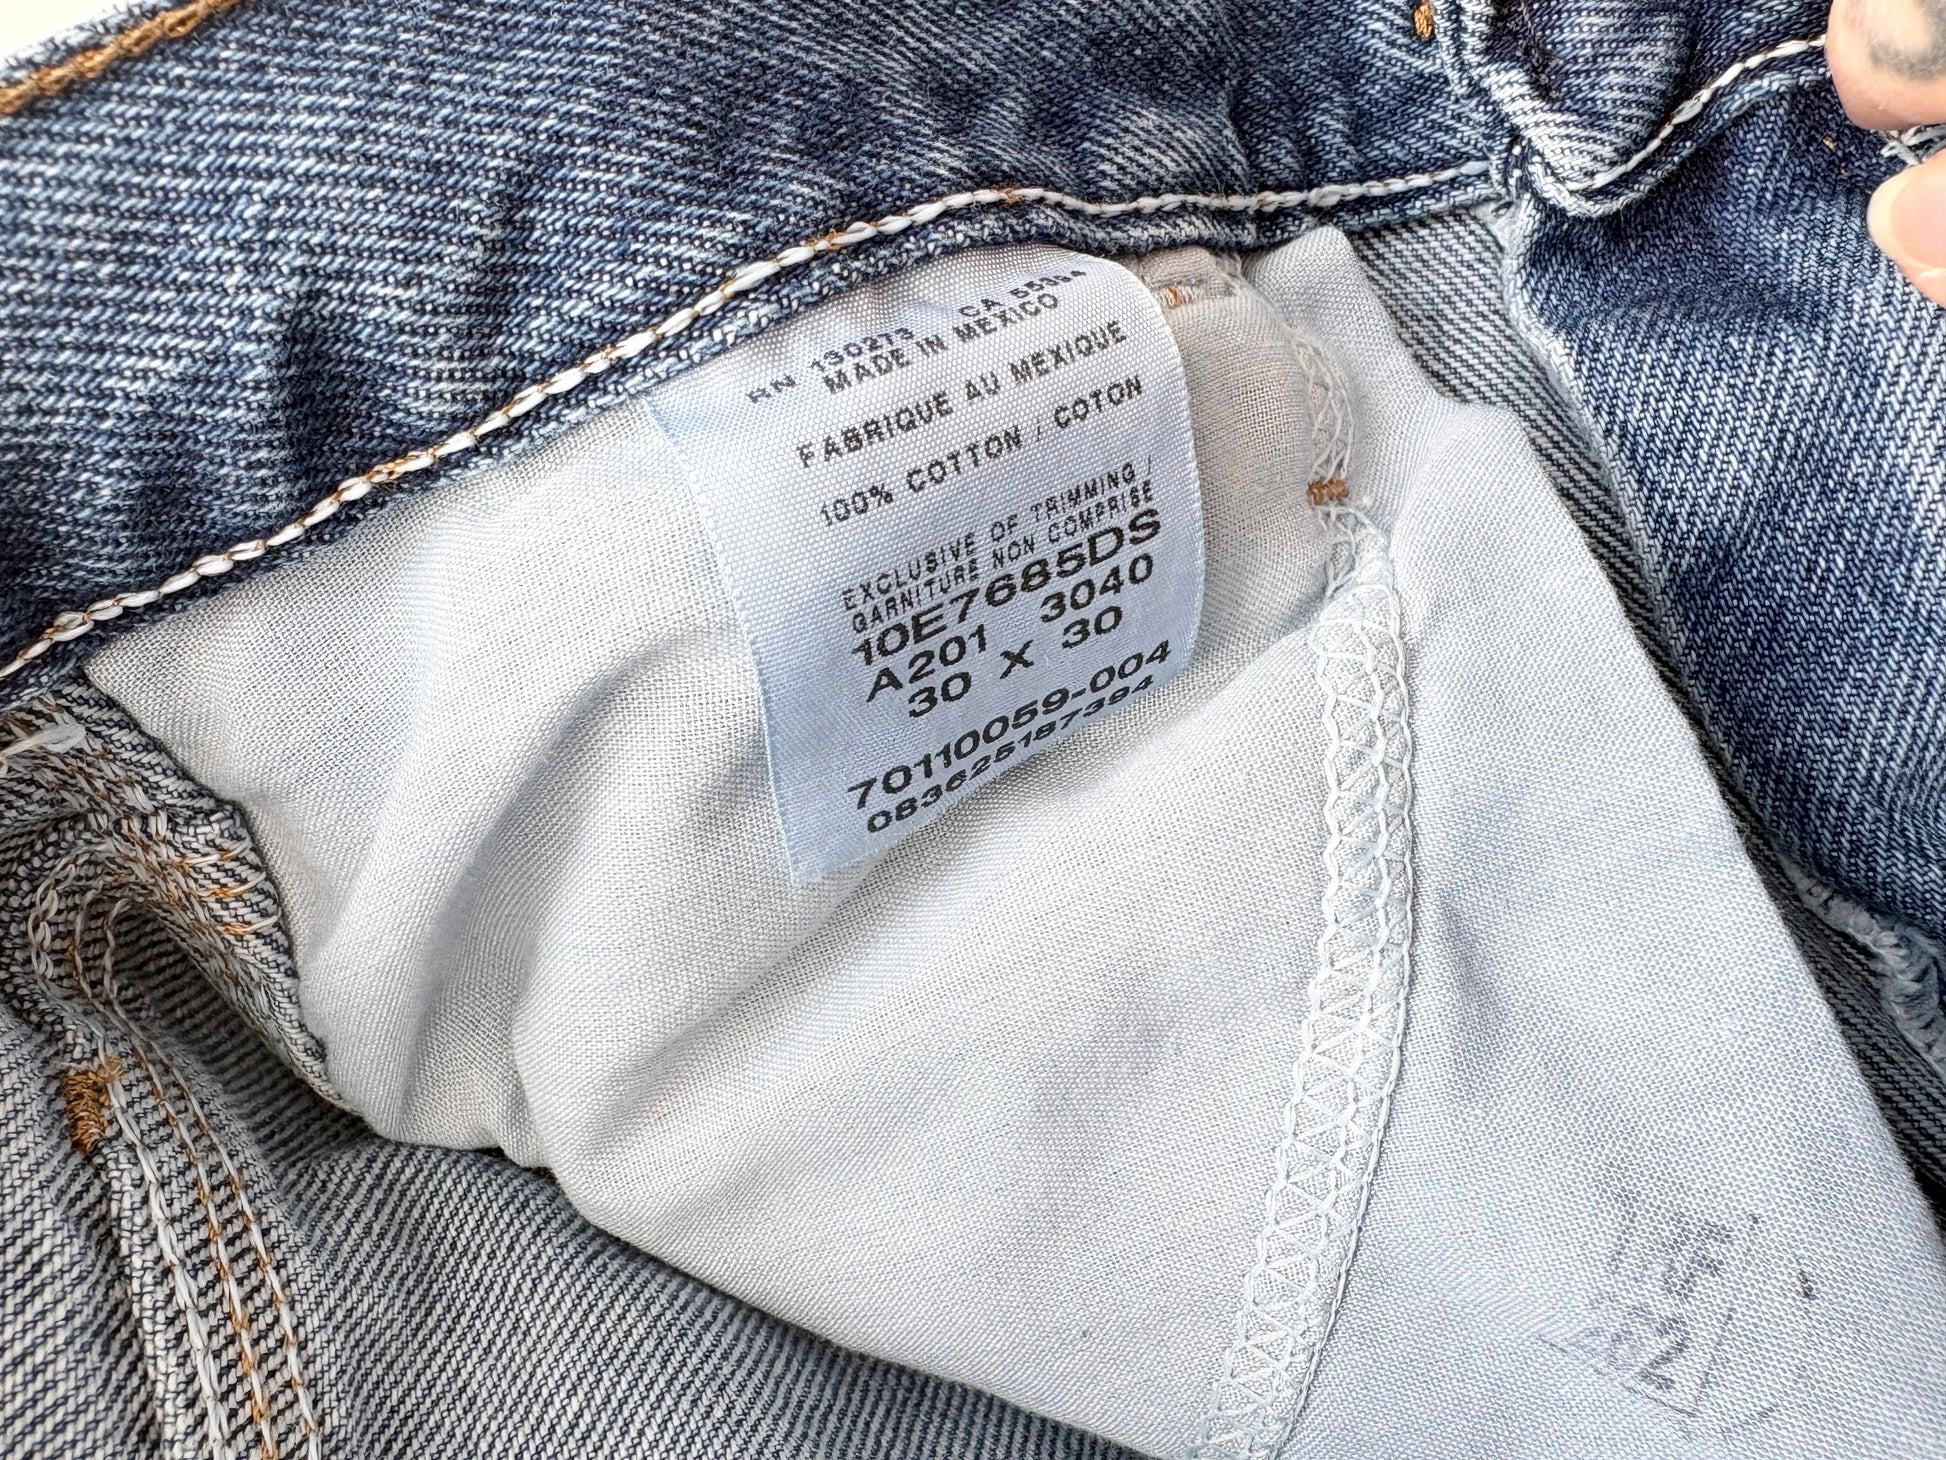 RN 130273 CA 55094
MADE IN MEXICO
FABRIQUE AU MEXIQUE
100% COTTON / COTON
EXCLUSIVE OF TRIMMING /
GARNITURE NON COMPRISE
10E7685DS
A201 3040
30 X 30
70110059-004
083625187394